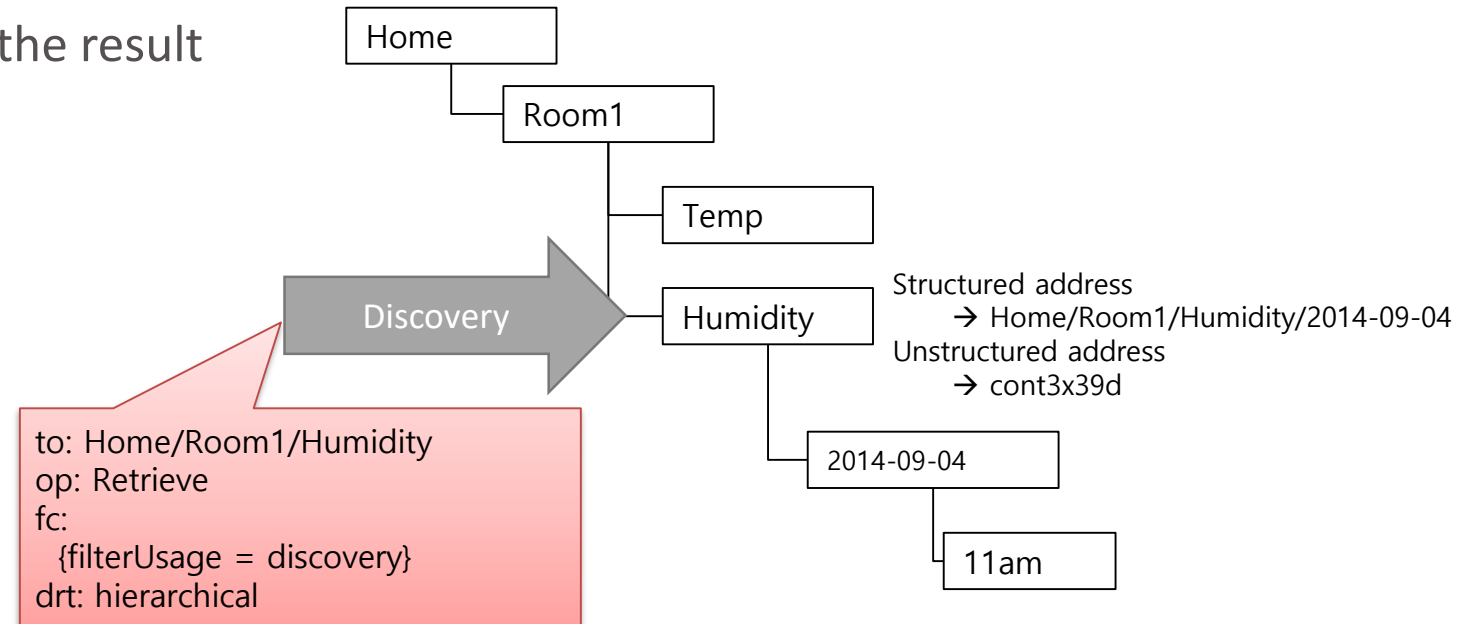 the result
Home
Room1
Temp
Discovery
Humidity
Structured address
→ Home/Room1/Humidity/2014-09-04
Unstructured address
→ cont3x39d
to: Home/Room1/Humidity
op: Retrieve
fc:
{filterUsage = discovery}
drt: hierarchical
2014-09-04
11am